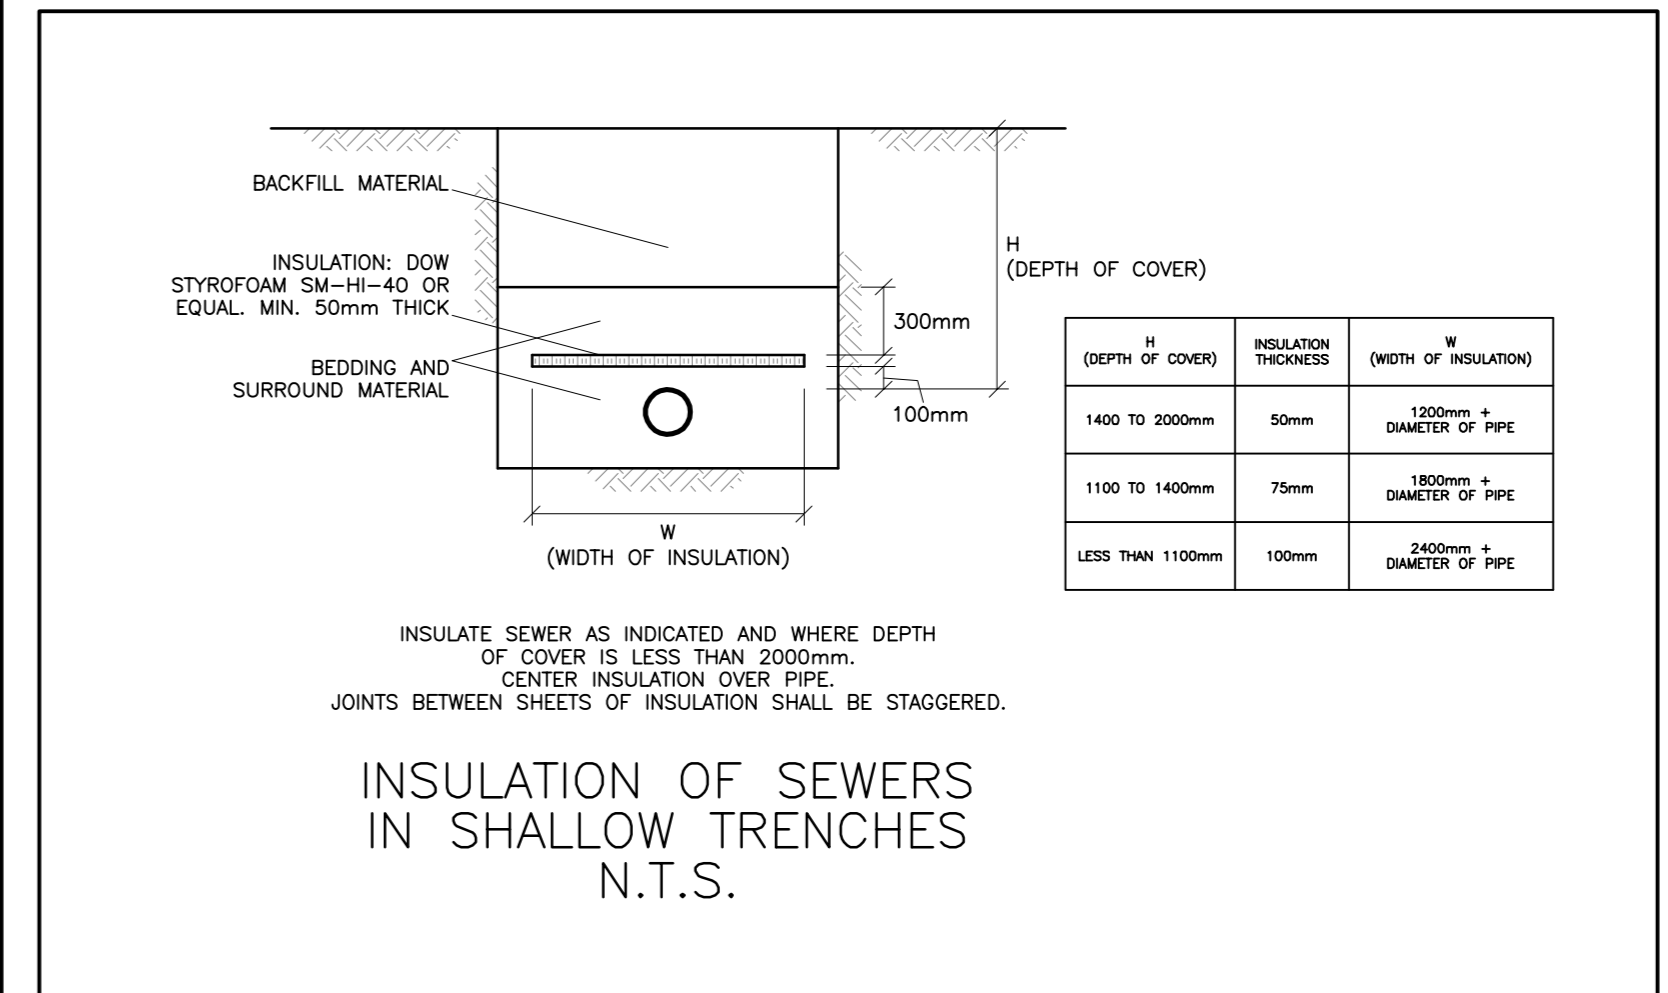 BACKFILL MATERIAL
INSULATION: DOW
STYROFOAM SM-HI-40 OR
EQUAL. MIN. 50mm THICK
BEDDING AND
SURROUND MATERIAL
H
(DEPTH OF COVER)
300mm
100mm
W
(WIDTH OF INSULATION)
H
(DEPTH OF COVER)
INSULATION
THICKNESS
W
(WIDTH OF INSULATION)
1400 TO 2000mm
50mm
1200mm +
DIAMETER OF PIPE
1100 TO 1400mm
75mm
1800mm +
DIAMETER OF PIPE
LESS THAN 1100mm
100mm
2400mm +
DIAMETER OF PIPE
INSULATE SEWER AS INDICATED AND WHERE DEPTH
OF COVER IS LESS THAN 2000mm.
CENTER INSULATION OVER PIPE.
JOINTS BETWEEN SHEETS OF INSULATION SHALL BE STAGGERED.
INSULATION OF SEWERS
IN SHALLOW TRENCHES
N.T.S.